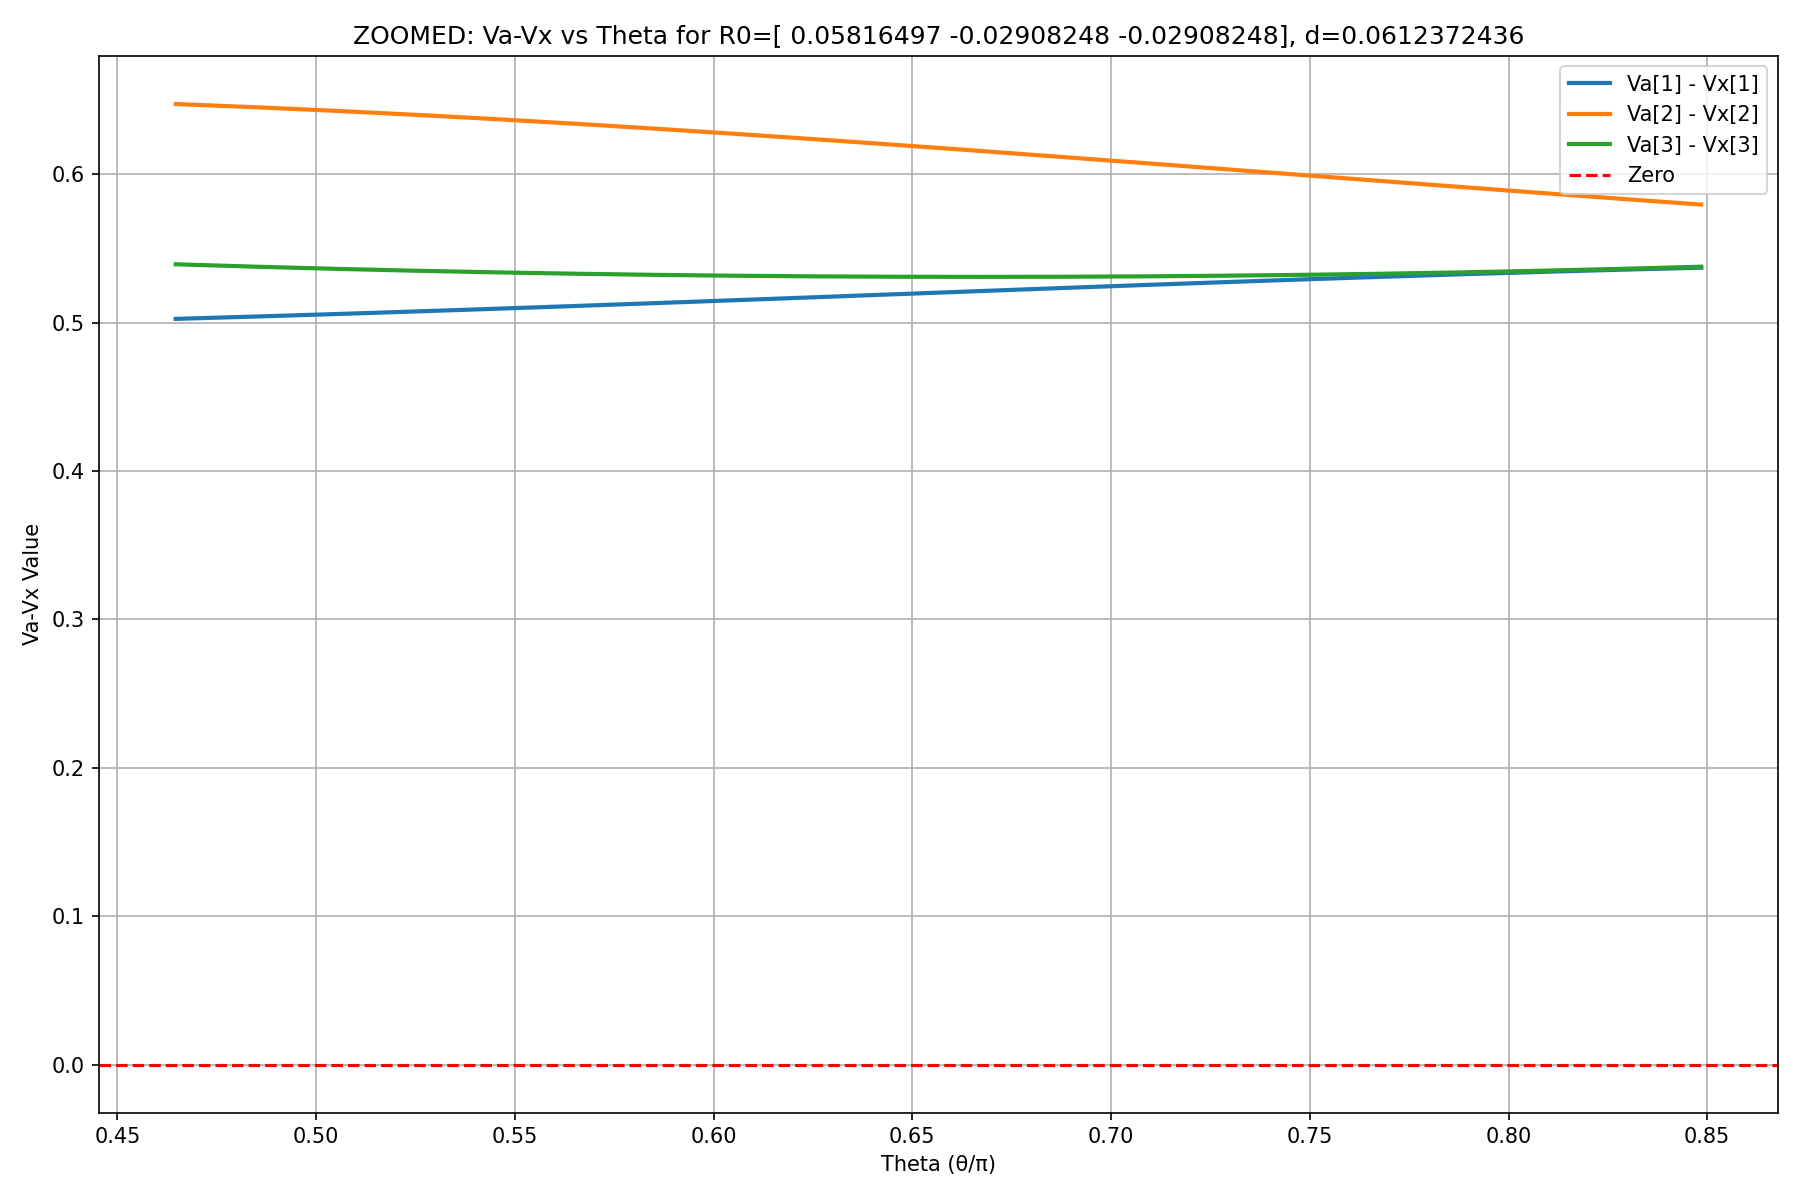 ZOOMED: Va-Vx vs Theta for R0=[ 0.05816497 -0.02908248 -0.02908248], d=0.0612372436
Va[1] - Vx[1]
Va[2] - Vx[2]
Va[3] - Vx[3]
Zero
Va-Vx Value
0.6
0.5
0.4
0.3
0.2
0.1
0.0
0.45 0.50 0.55 0.60 0.65 0.70 0.75 0.80 0.85
Theta (θ/π)